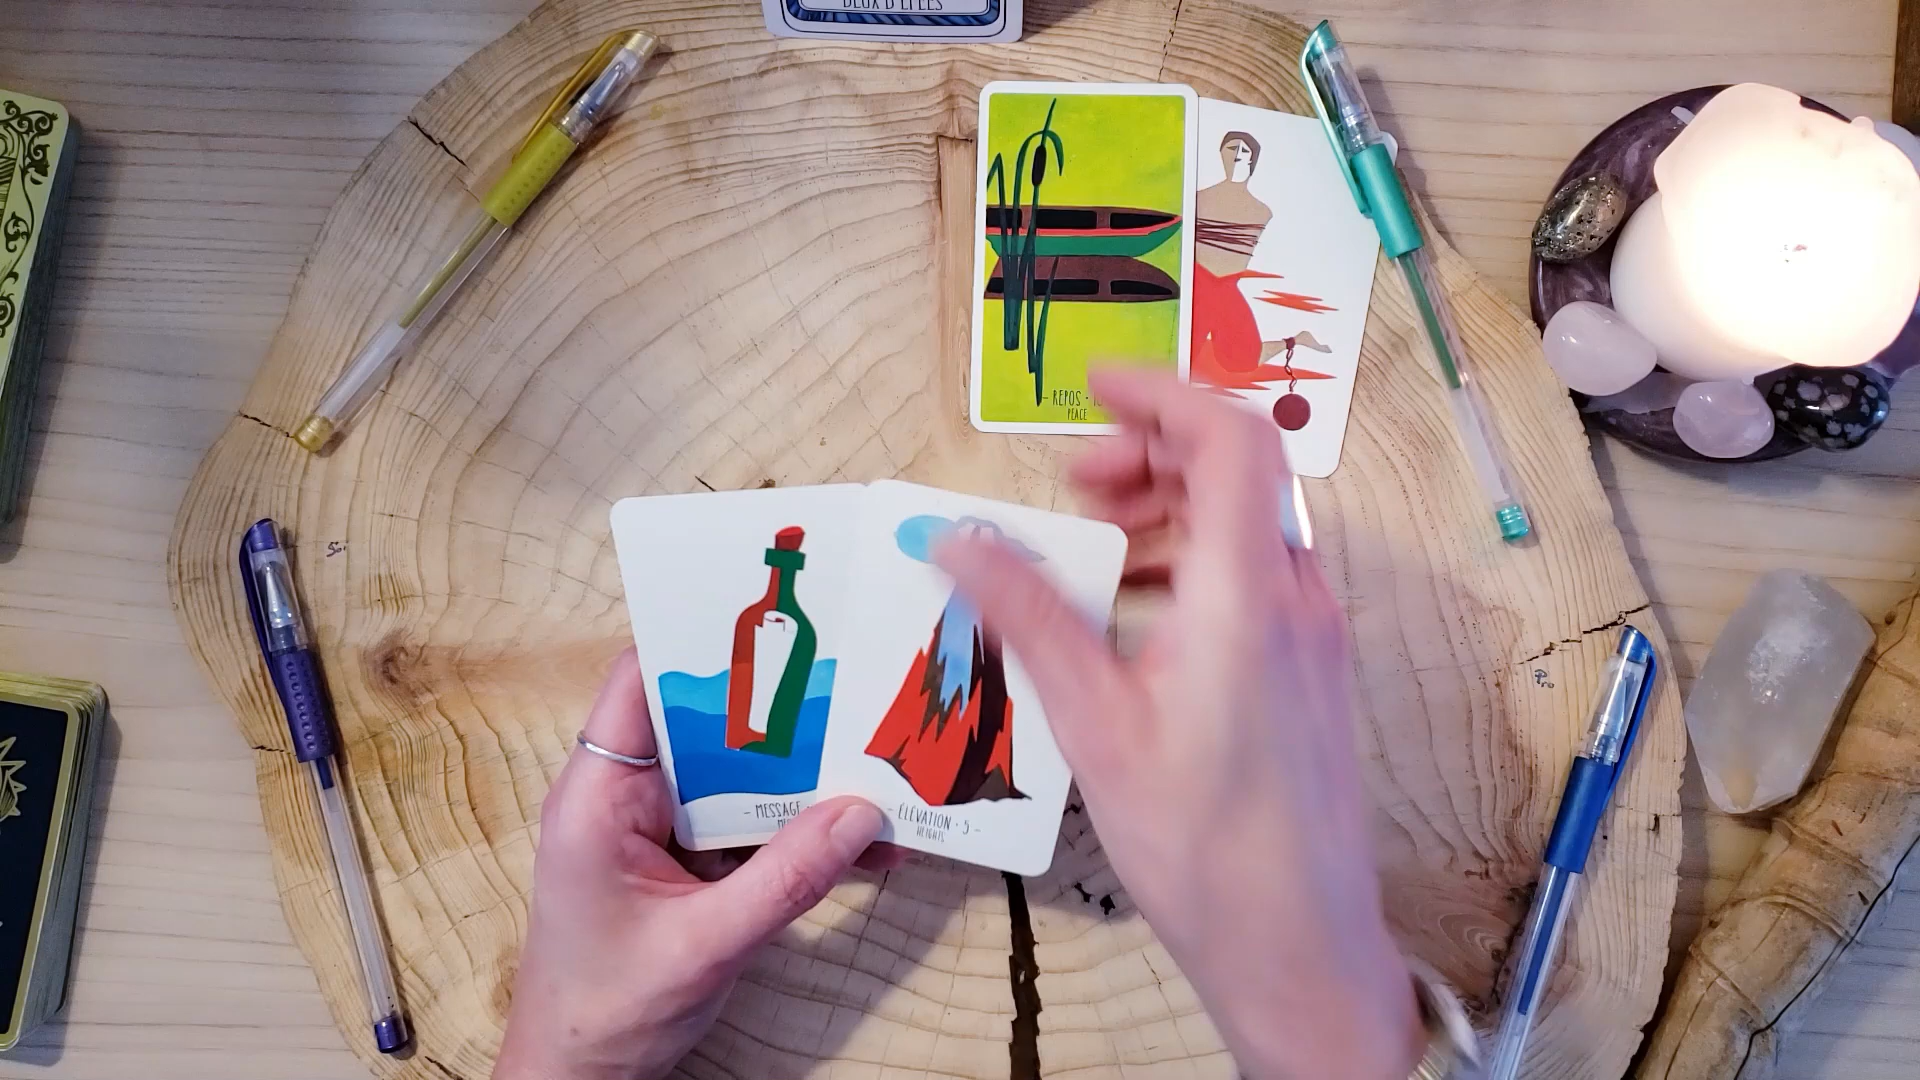 DEUX D'ÉPÉES
- REPOS ·
PEACE
- MESSAGE
- ÉLÉVATION · 5 -
HEIGHTS